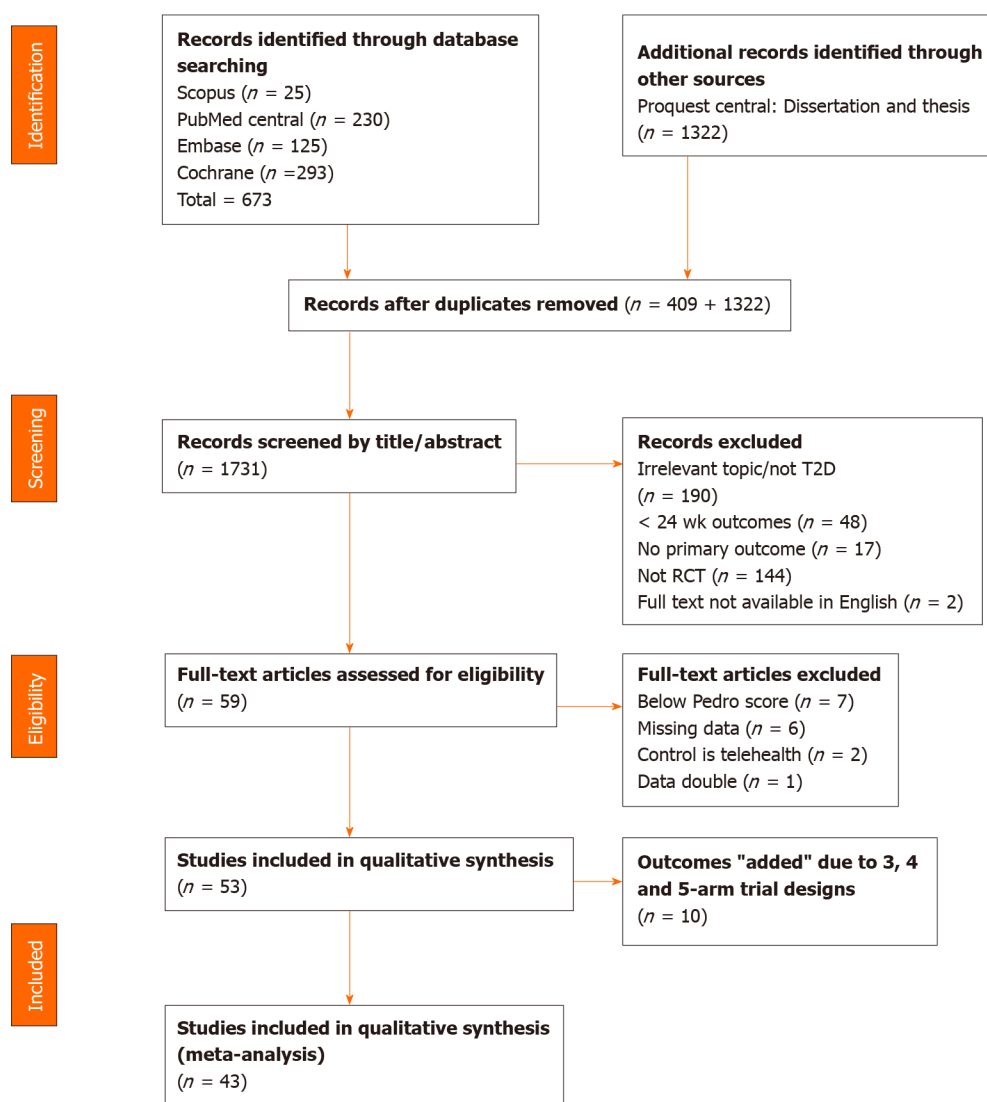 Identification
Records identified through database
searching
Scopus (n = 25)
PubMed central (n = 230)
Embase (n = 125)
Cochrane (n =293)
Total = 673
Additional records identified through
other sources
Proquest central: Dissertation and thesis
(n = 1322)
Records after duplicates removed (n = 409 + 1322)
Screening
Records screened by title/abstract
(n = 1731)
Records excluded
Irrelevant topic/not T2D
(n = 190)
< 24 wk outcomes (n = 48)
No primary outcome (n = 17)
Not RCT (n = 144)
Full text not available in English (n = 2)
Eligibility
Full-text articles assessed for eligibility
(n = 59)
Full-text articles excluded
Below Pedro score (n = 7)
Missing data (n = 6)
Control is telehealth (n = 2)
Data double (n = 1)
Studies included in qualitative synthesis
(n = 53)
Outcomes "added" due to 3, 4
and 5-arm trial designs
(n = 10)
Included
Studies included in qualitative synthesis
(meta-analysis)
(n = 43)